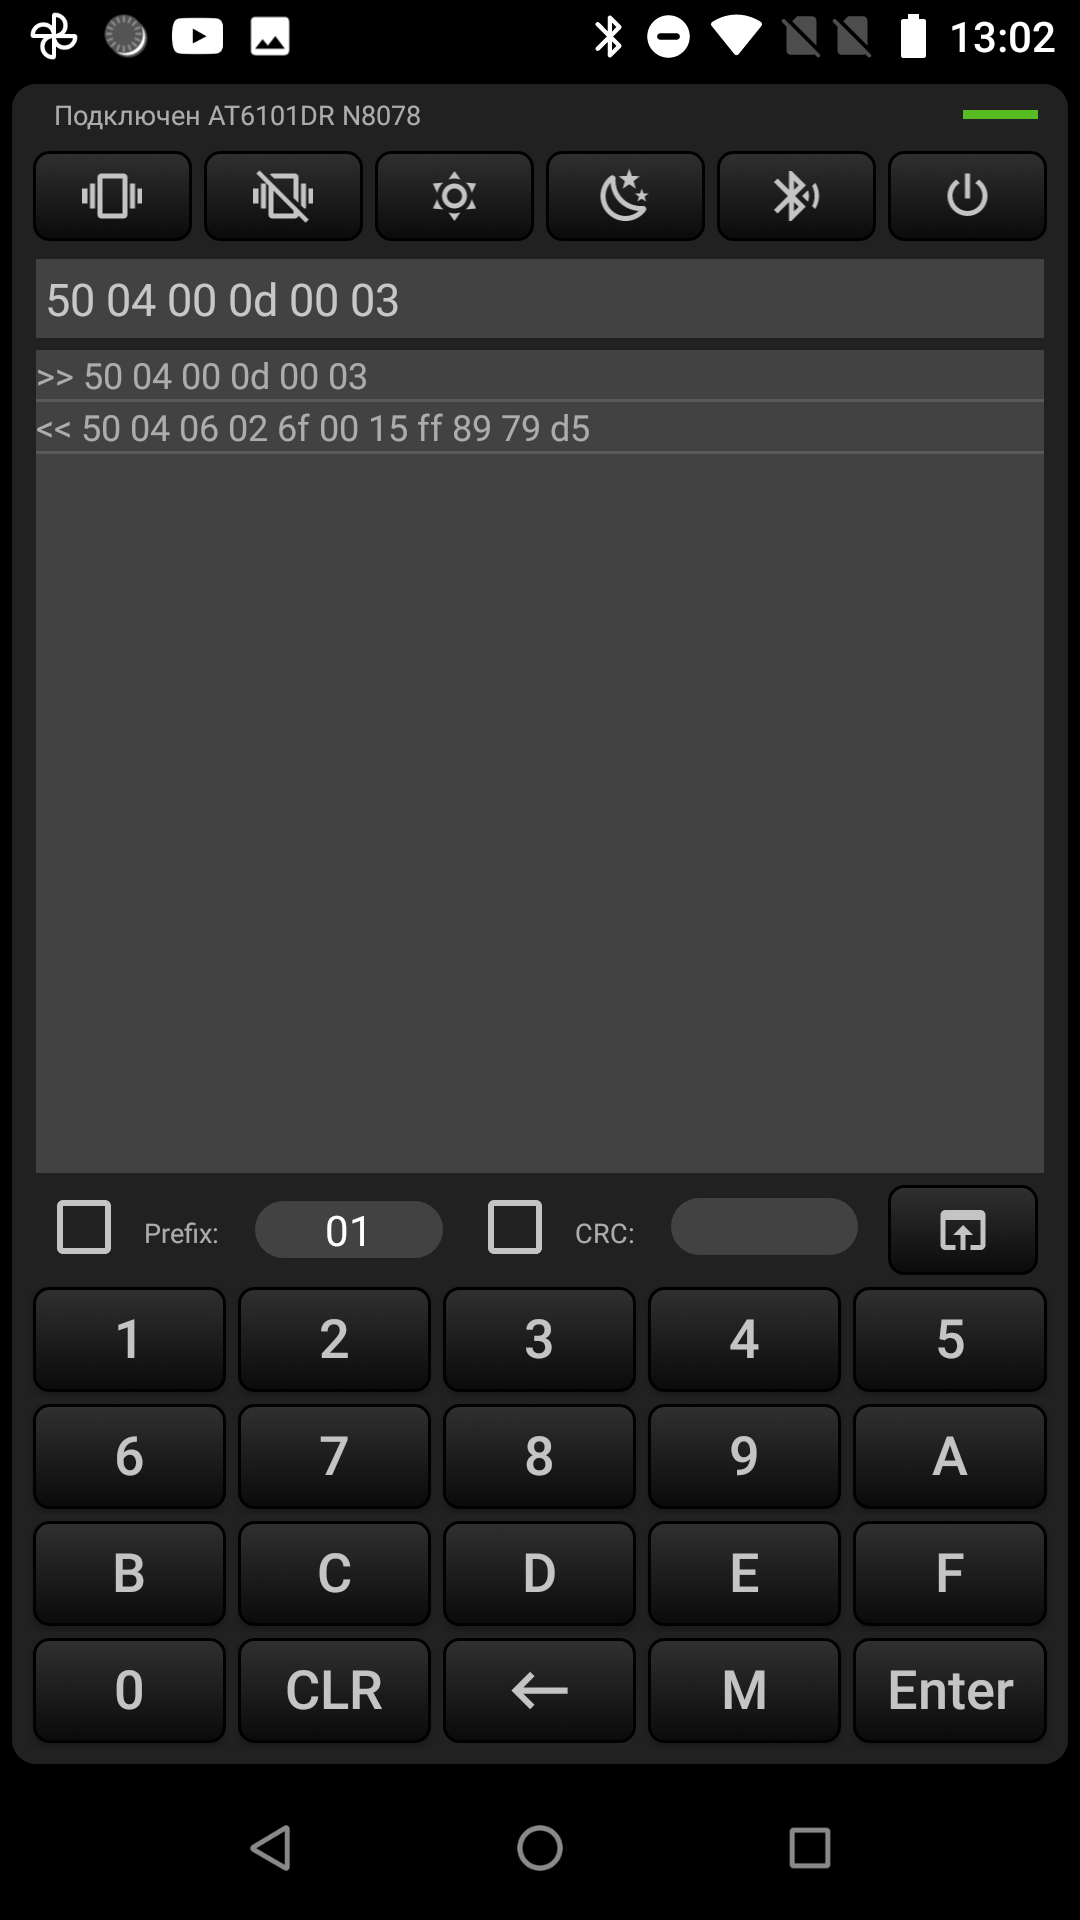 13:02
Подключен AT6101DR N8078
50 04 00 0d 00 03
>> 50 04 00 0d 00 03
<< 50 04 06 02 6f 00 15 ff 89 79 d5
Prefix: 01 CRC:
1 2 3 4 5
6 7 8 9 A
B C D E F
0 CLR ← M Enter